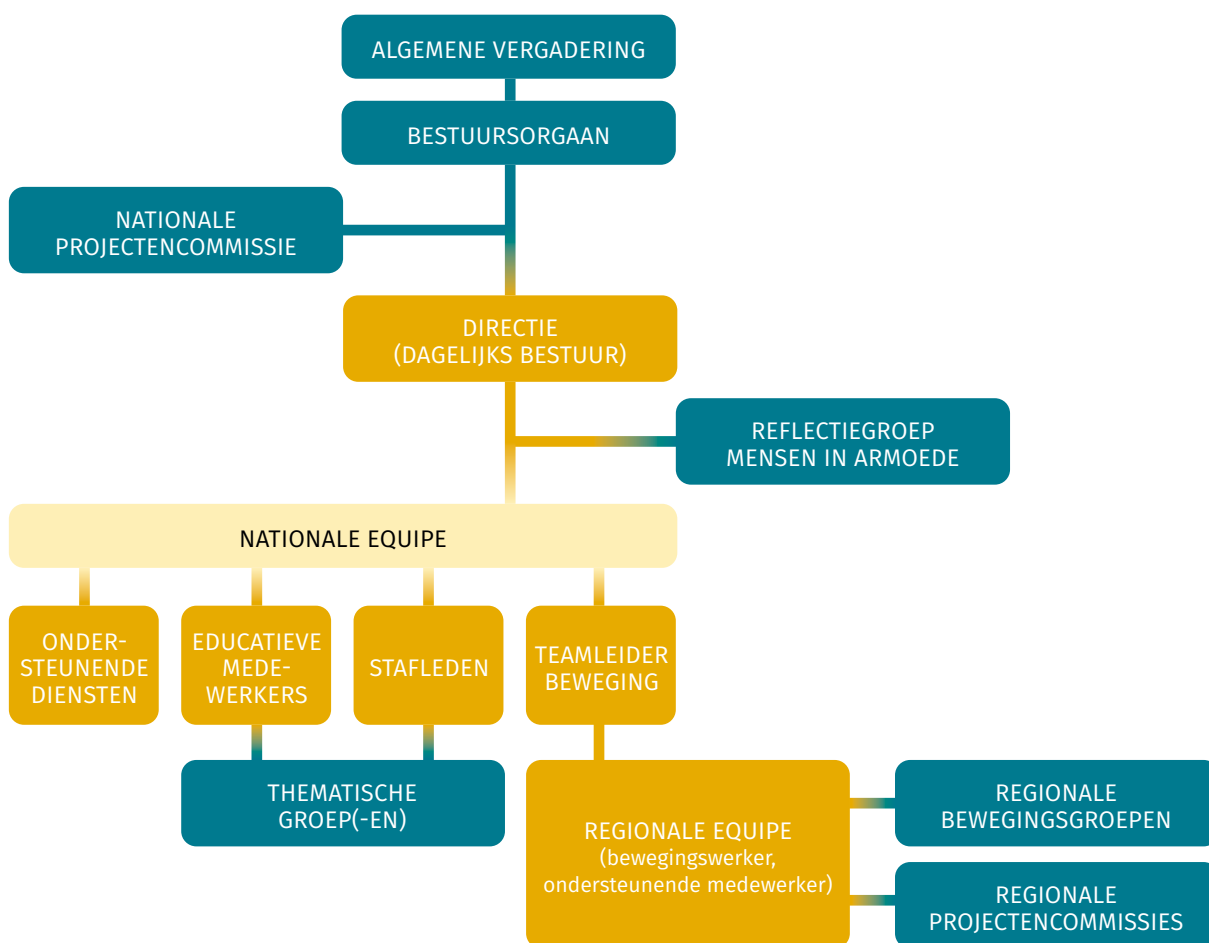 ALGEMENE VERGADERING
BESTUURSORGAAN
NATIONALE
PROJECTENCOMMISSIE
DIRECTIE
(DAGELIJKS BESTUUR)
REFLECTIEGROEP
MENSEN IN ARMOEDE
NATIONALE EQUIPE
ONDER-
STEUNENDE
DIENSTEN
EDUCATIEVE
MEDE-
WERKERS
STAFLEDEN
TEAMLEIDER
BEWEGING
THEMATISCHE
GROEP(-EN)
REGIONALE EQUIPE
(bewegingswerker,
ondersteunende medewerker)
REGIONALE
BEWEGINGSGROEPEN
REGIONALE
PROJECTENCOMMISSIES